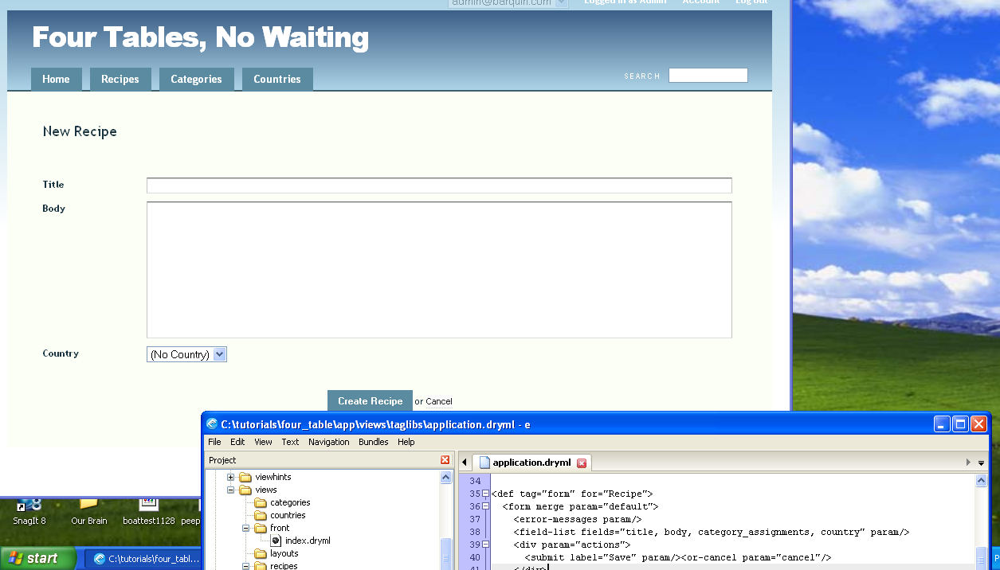 admin@barquin.com Logged in as Admin Account Log out
Four Tables, No Waiting
Home Recipes Categories Countries SEARCH
New Recipe
Title
Body
Country (No Country)
Create Recipe or Cancel
C:\tutorials\four_table\app\views\taglibs\application.dryml - e
File Edit View Text Navigation Bundles Help
Project
application.dryml
viewhints
views
categories
countries
front
index.dryml
layouts
recipes
34
35 <def tag="form" for="Recipe">
36 <form merge param="default">
37 <error-messages param/>
38 <field-list fields="title, body, category_assignments, country" param/>
39 <div param="actions">
40 <submit label="Save" param/><or-cancel param="cancel"/>
41 </div>
SnagIt 8
Our Brain
boattest1128
peep
start
C:\tutorials\four_tabl...